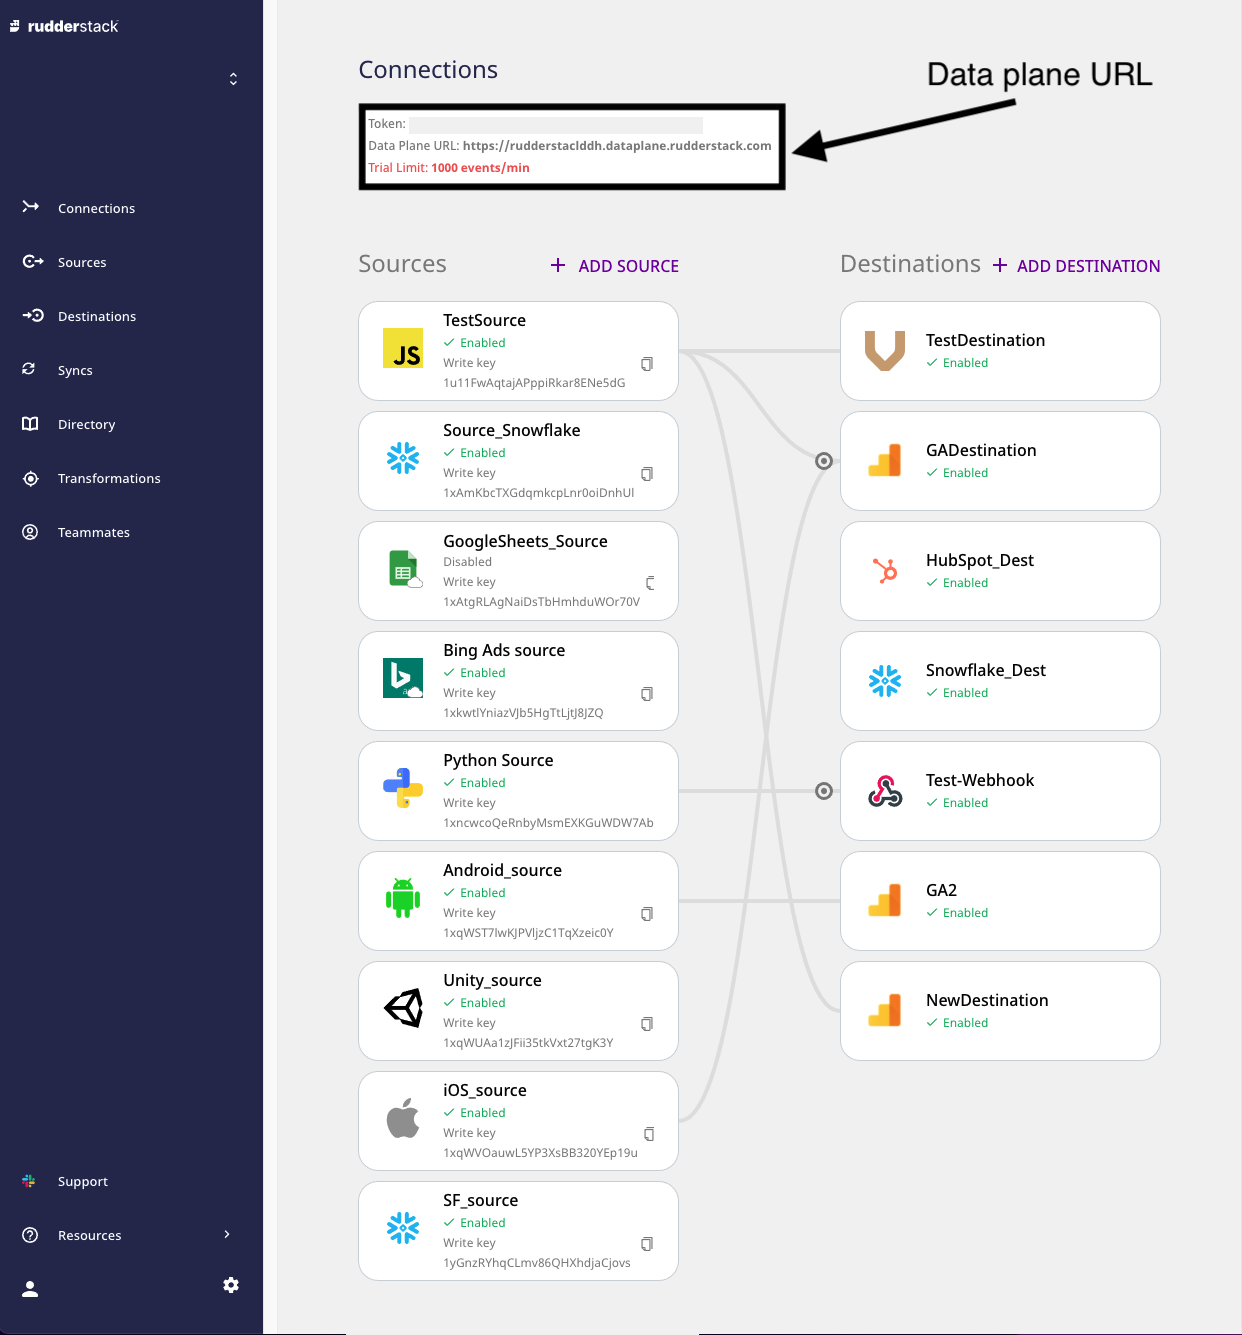 rudderstack
Connections
Sources
Destinations
Syncs
Directory
Transformations
Teammates
Support
Resources
Connections
Data plane URL
Token:
Data Plane URL: https://rudderstaclddh.dataplane.rudderstack.com
Trial Limit: 1000 events/min
Sources
+ ADD SOURCE
TestSource
Enabled
Write key
1u11FwAqtajAPppiRkar8ENe5dG
Source_Snowflake
Enabled
Write key
1xAmKbcTXGdqmkcpLnr0oiDnhUl
GoogleSheets_Source
Disabled
Write key
1xAtgRLAgNaiDsTbHmhduWOr70V
Bing Ads source
Enabled
Write key
1xkwtlYniazVJb5HgTtLjtJ8JZQ
Python Source
Enabled
Write key
1xncwcoQeRnbyMsmEXKGuWDW7Ab
Android_source
Enabled
Write key
1xqWST7lwKJPVljzC1TqXzeic0Y
Unity_source
Enabled
Write key
1xqWUAa1zJFii35tkVxt27tgK3Y
iOS_source
Enabled
Write key
1xqWVOauwL5YP3XsBB320YEp19u
SF_source
Enabled
Write key
1yGnzRYhqCLmv86QHXhdjaCjovs
Destinations
+ ADD DESTINATION
TestDestination
Enabled
GADestination
Enabled
HubSpot_Dest
Enabled
Snowflake_Dest
Enabled
Test-Webhook
Enabled
GA2
Enabled
NewDestination
Enabled
JS